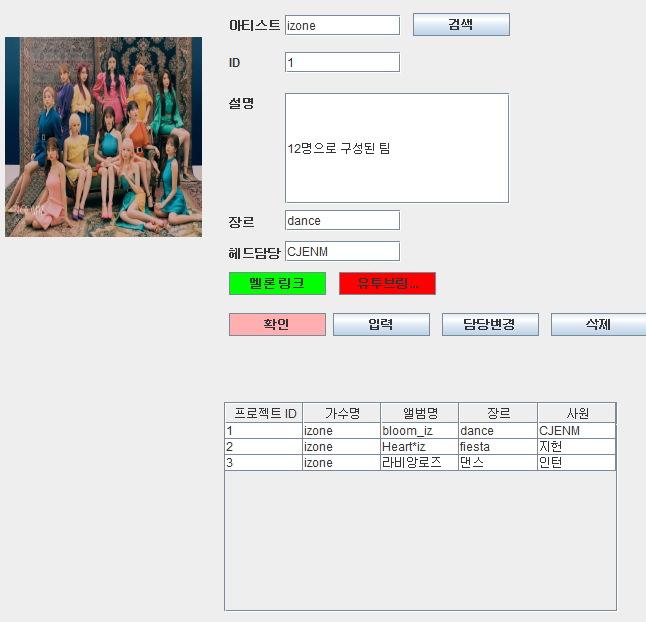 아티스트 izone 검색
ID 1
설명 12명으로 구성된 팀
장르 dance
헤드담당 CJENM
멜론 링크 유투브링...
확인 입력 담당변경 삭제
프로젝트 ID 가수명 앨범명 장르 사원
1 izone bloom_iz dance CJENM
2 izone Heart*iz fiesta 지헌
3 izone 라비앙로즈 댄스 인턴